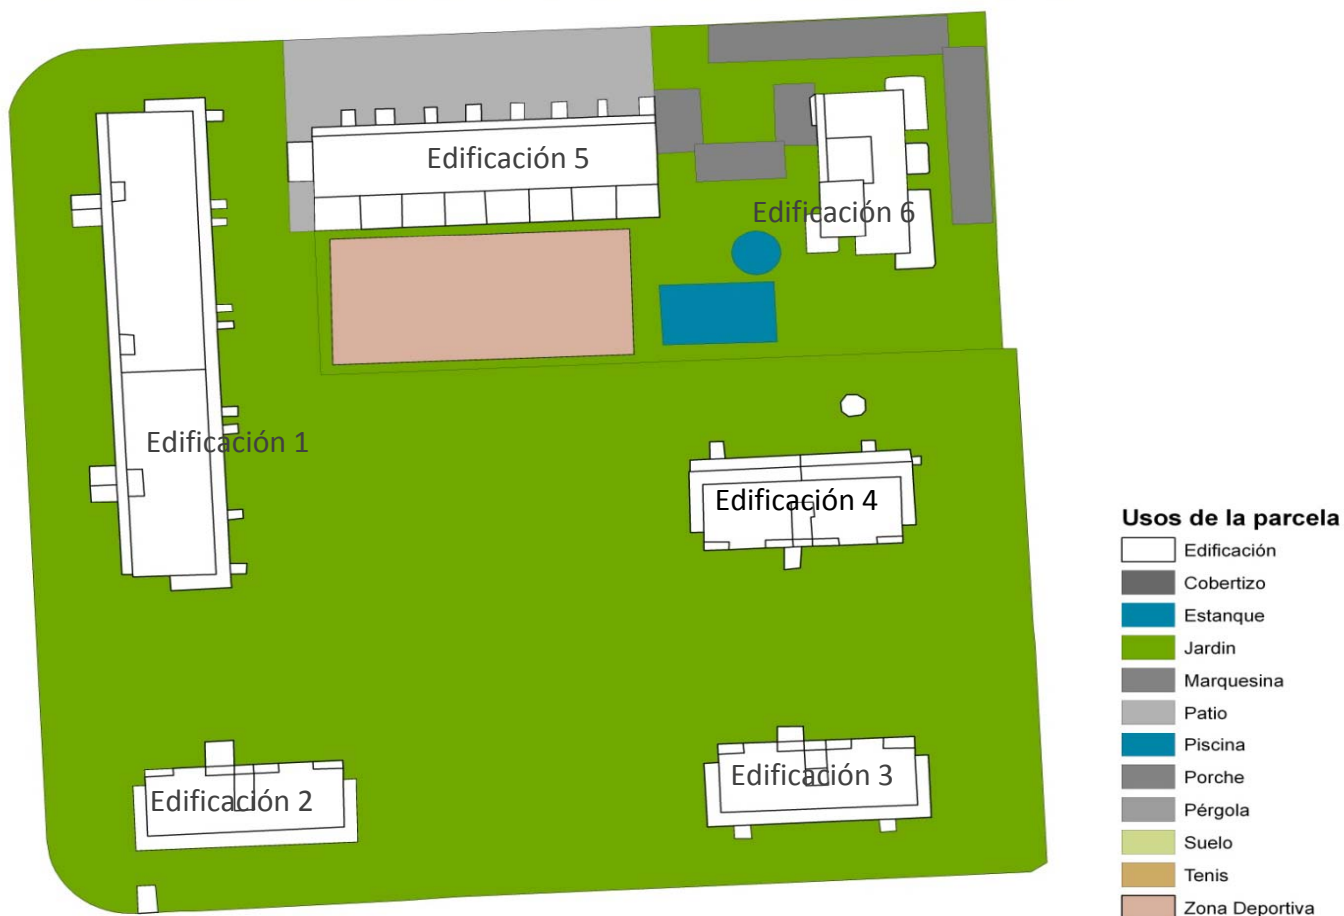 Edificación 5
Edificación 6
Edificación 1
Edificación 4
Edificación 3
Edificación 2
Usos de la parcela
Edificación
Cobertizo
Estanque
Jardin
Marquesina
Patio
Piscina
Porche
Pérgola
Suelo
Tenis
Zona Deportiva